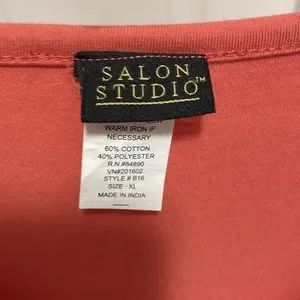 SALON
STUDIO™
WARM IRON IF
NECESSARY
60% COTTON
40% POLYESTER
R.N.#84890
VN#201602
STYLE # B16
SIZE - XL
MADE IN INDIA